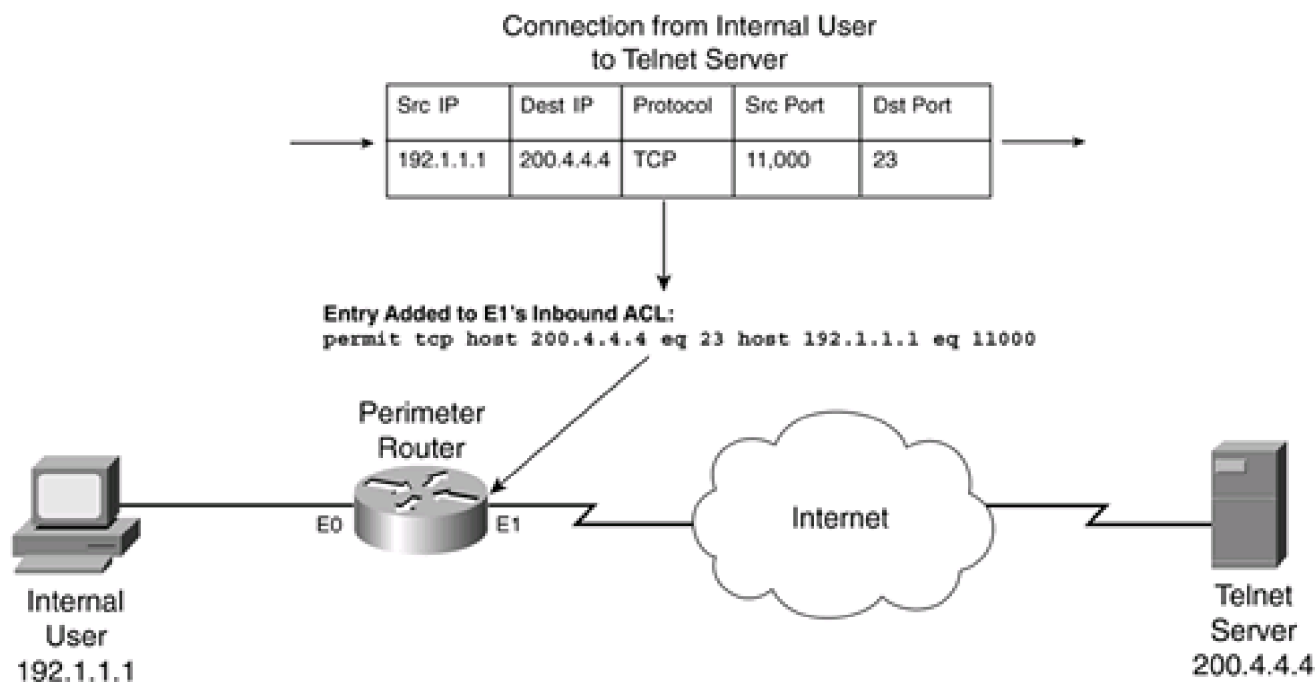 Connection from Internal User
to Telnet Server
Src IP Dest IP Protocol Src Port Dst Port
192.1.1.1 200.4.4.4 TCP 11,000 23
Entry Added to E1's Inbound ACL:
permit tcp host 200.4.4.4 eq 23 host 192.1.1.1 eq 11000
Perimeter
Router
E0 E1
Internet
Internal
User
192.1.1.1
Telnet
Server
200.4.4.4